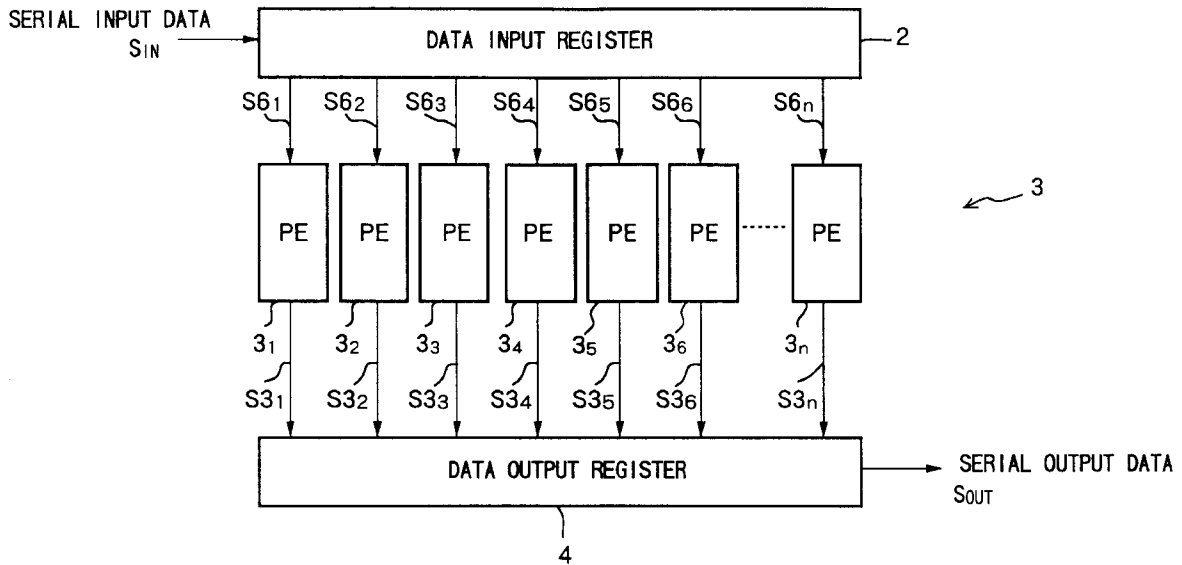 SERIAL INPUT DATA
SIN
DATA INPUT REGISTER
2
S61 S62 S63 S64 S65 S66 S6n
PE PE PE PE PE PE PE
3
31 32 33 34 35 36 3n
S31 S32 S33 S34 S35 S36 S3n
DATA OUTPUT REGISTER
SERIAL OUTPUT DATA
SOUT
4